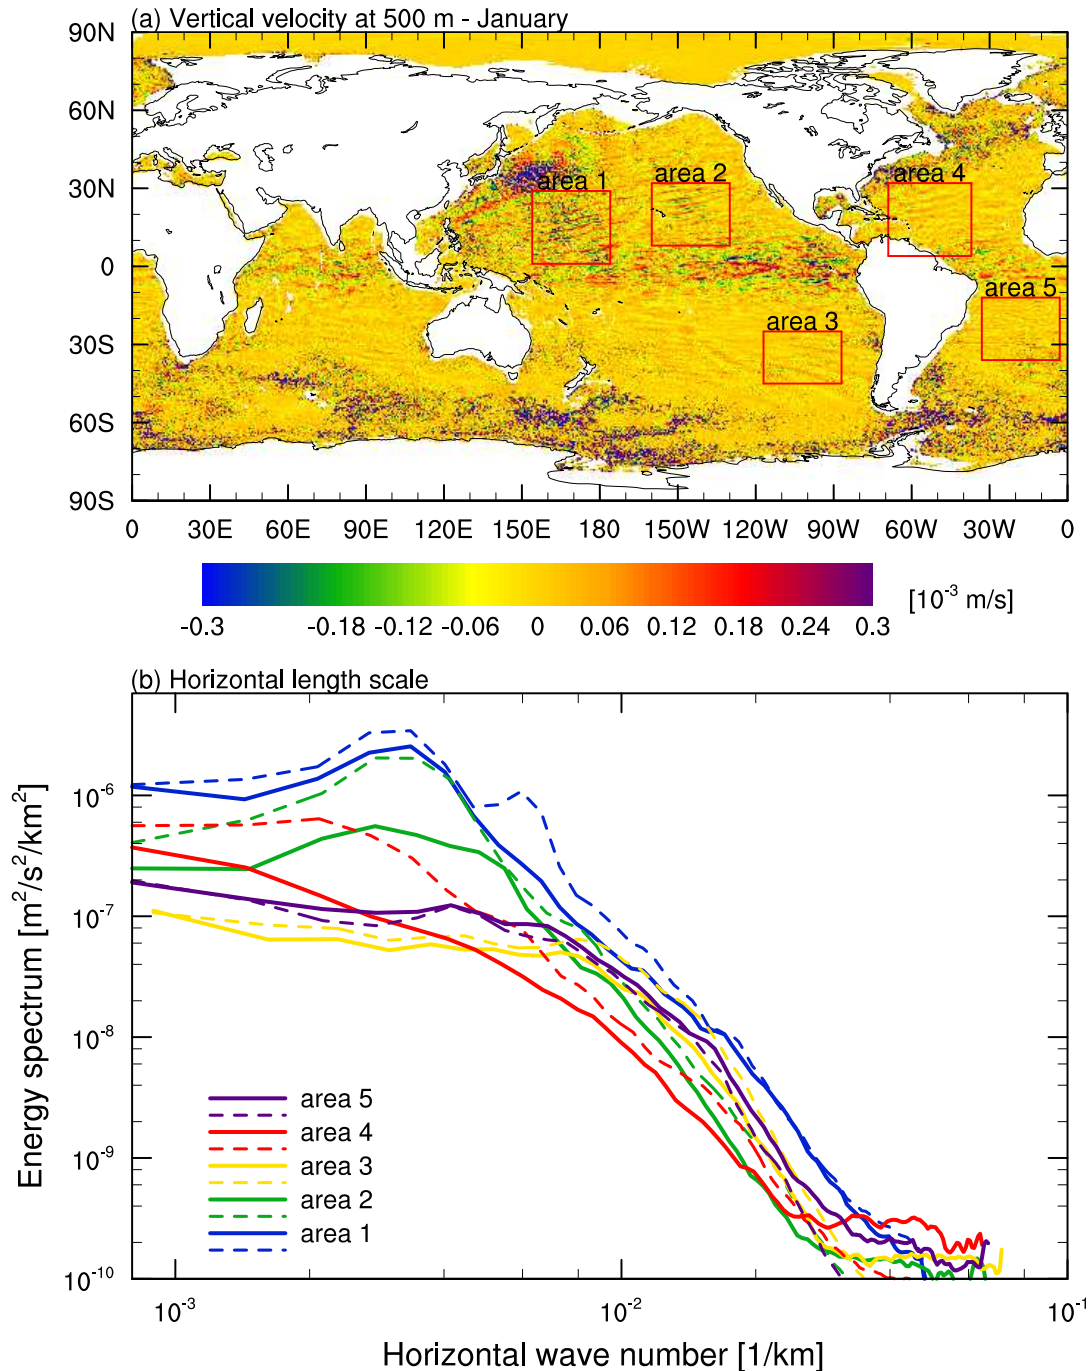 (a) Vertical velocity at 500 m - January
90N
60N
30N
0
30S
60S
90S
area 1
area 2
area 3
area 4
area 5
0 30E 60E 90E 120E 150E 180 150W 120W 90W 60W 30W 0
-0.3 -0.18 -0.12 -0.06 0 0.06 0.12 0.18 0.24 0.3
[10⁻³ m/s]
(b) Horizontal length scale
Energy spectrum [m²/s²/km²]
10⁻⁶
10⁻⁷
10⁻⁸
10⁻⁹
10⁻¹⁰
area 5
area 4
area 3
area 2
area 1
10⁻³ 10⁻² 10⁻¹
Horizontal wave number [1/km]